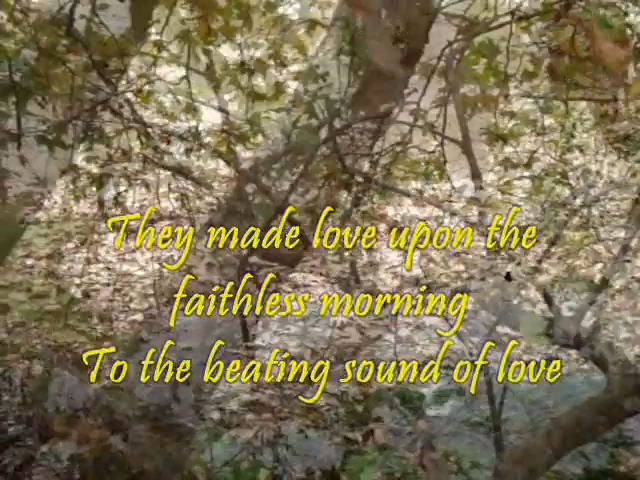 They made love upon the
faithless morning
To the beating sound of love